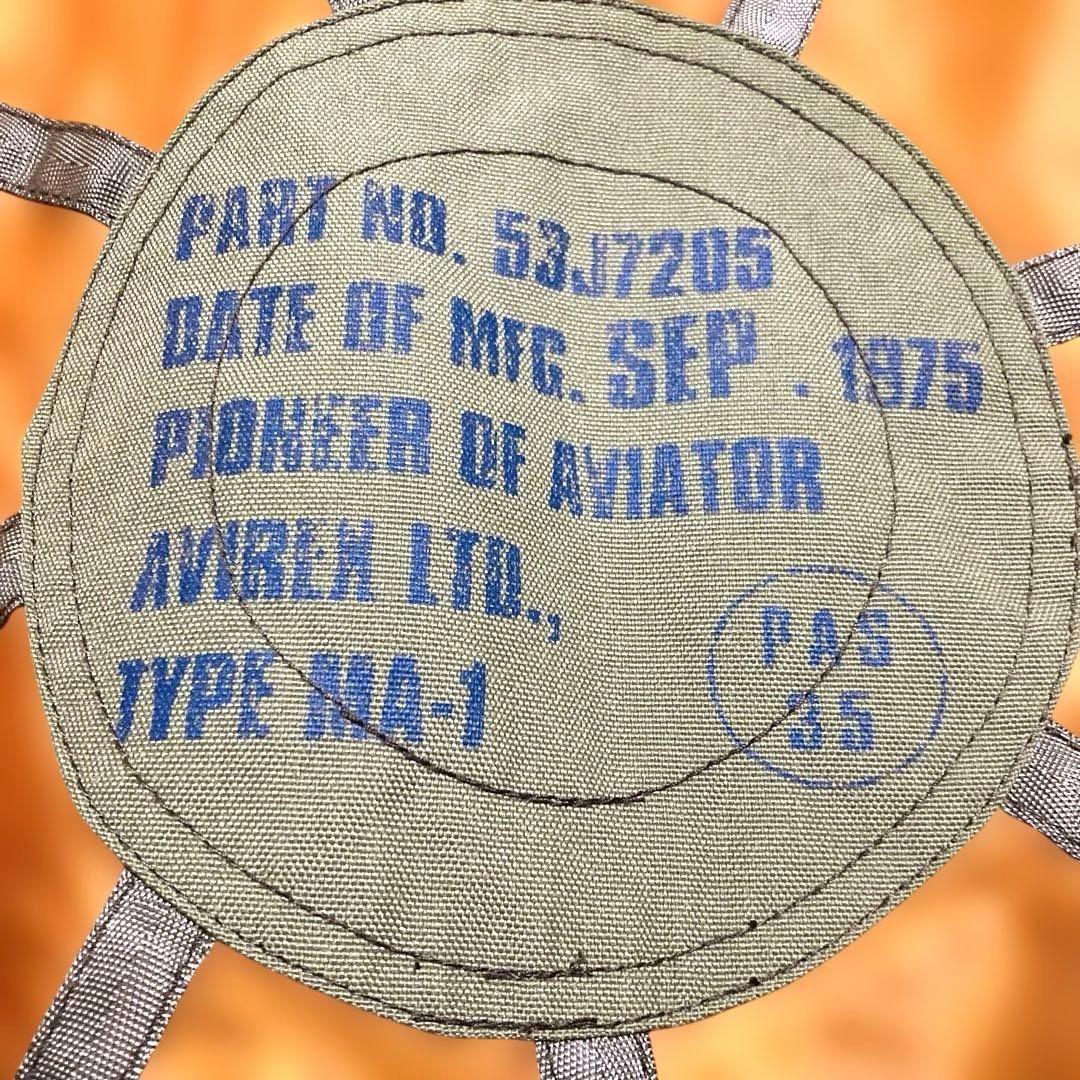 PART NO. 53J7205
DATE OF MFG. SEP . 1975
PIONEER OF AVIATOR
AVIREX LTD.,
TYPE MA-1
PAS
35